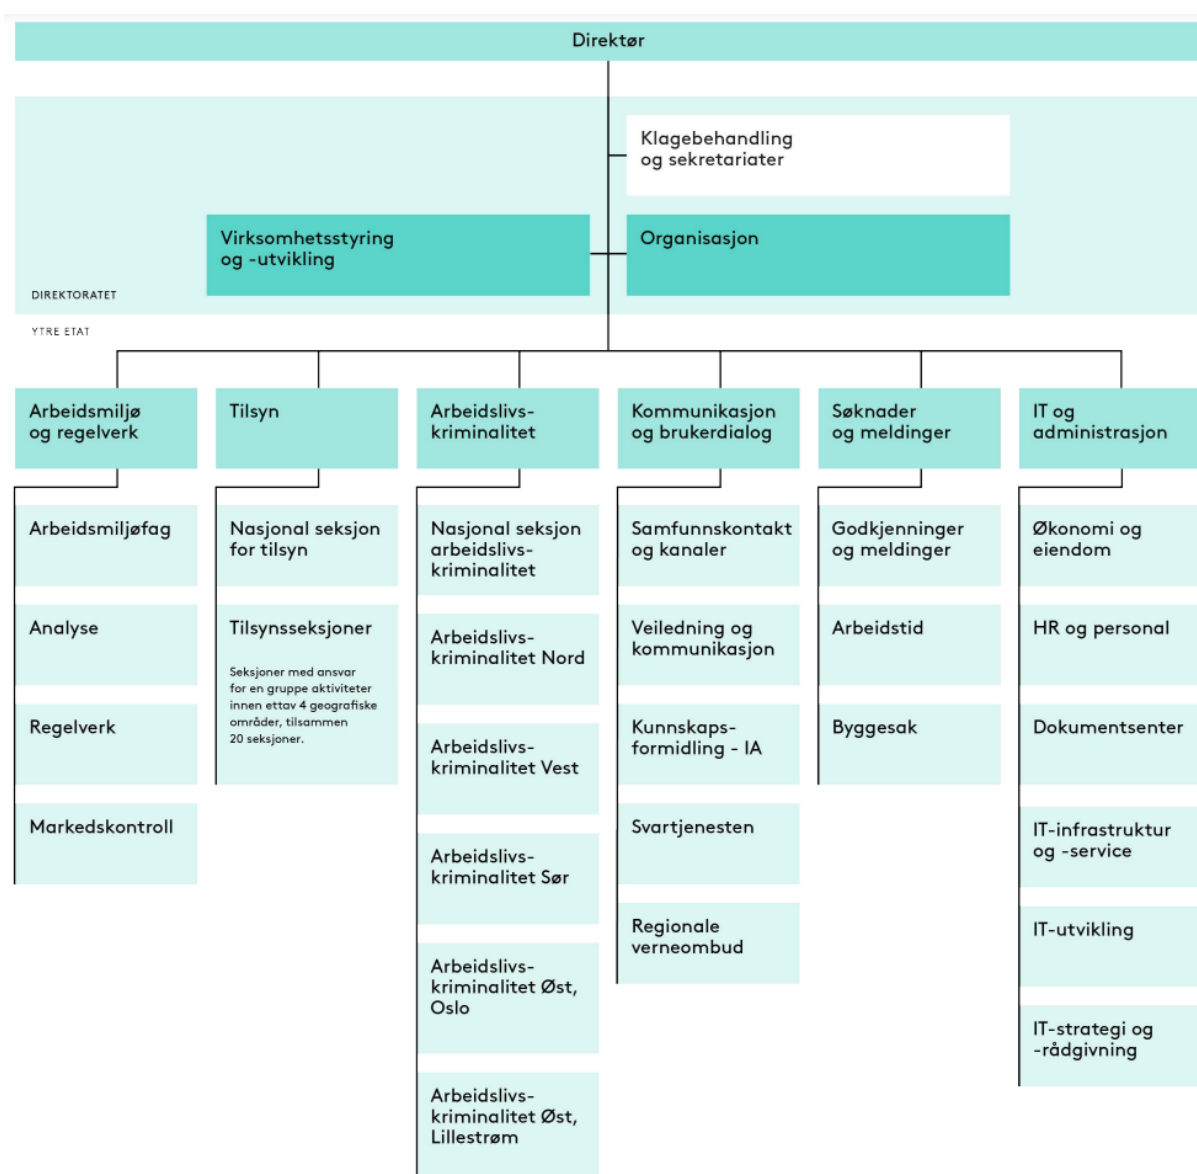 Direktør
Klagebehandling
og sekretariater
Virksomhetsstyring
og -utvikling
Organisasjon
DIREKTORATET
YTRE ETAT
Arbeidsmiljø
og regelverk
Arbeidsmiljøfag
Analyse
Regelverk
Markedskontroll
Tilsyn
Nasjonal seksjon
for tilsyn
Tilsynsseksjoner
Seksjoner med ansvar
for en gruppe aktiviteter
innen ettav 4 geografiske
områder, tilsammen
20 seksjoner.
Arbeidslivs-
kriminalitet
Nasjonal seksjon
arbeidslivs-
kriminalitet
Arbeidslivs-
kriminalitet Nord
Arbeidslivs-
kriminalitet Vest
Arbeidslivs-
kriminalitet Sør
Arbeidslivs-
kriminalitet Øst,
Oslo
Arbeidslivs-
kriminalitet Øst,
Lillestrøm
Kommunikasjon
og brukerdialog
Samfunnskontakt
og kanaler
Veiledning og
kommunikasjon
Kunnskaps-
formidling - IA
Svartjenesten
Regionale
verneombud
Søknader
og meldinger
Godkjenninger
og meldinger
Arbeidstid
Byggesak
IT og
administrasjon
Økonomi og
eiendom
HR og personal
Dokumentsenter
IT-infrastruktur
og -service
IT-utvikling
IT-strategi og
-rådgivning